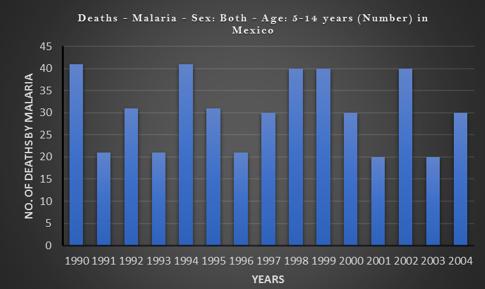 Deaths - Malaria - Sex: Both - Age: 5-14 years (Number) in
Mexico
NO. OF DEATHS BY MALARIA
45
40
35
30
25
20
15
10
5
0
1990 1991 1992 1993 1994 1995 1996 1997 1998 1999 2000 2001 2002 2003 2004
YEARS